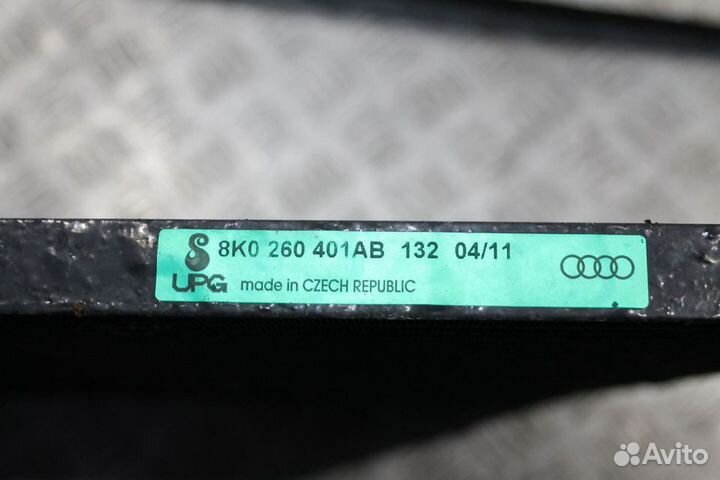 8K0 260 401AB 132 04/11
UPG made in CZECH REPUBLIC
Avito